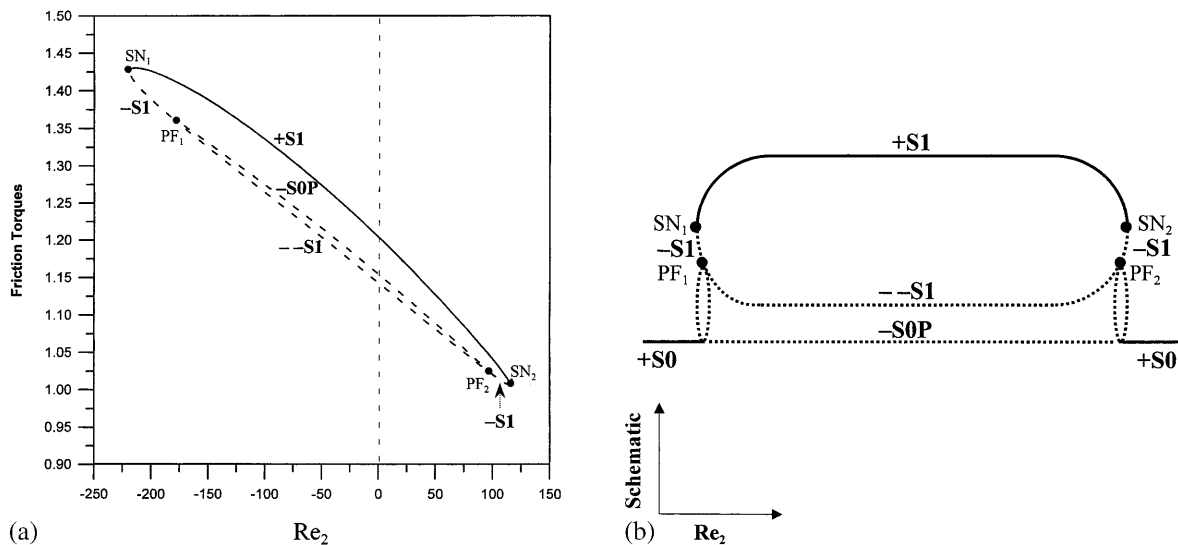 1.50
1.45
1.40
1.35
1.30
1.25
1.20
1.15
1.10
1.05
1.00
0.95
0.90
Friction Torques
SN₁
–S1
PF₁
+S1
–S0P
– –S1
PF₂
SN₂
–S1
-250 -200 -150 -100 -50 0 50 100 150
(a) Re₂
+S1
SN₁ SN₂
–S1 –S1
PF₁ PF₂
– –S1
–S0P
+S0 +S0
Schematic
(b) Re₂